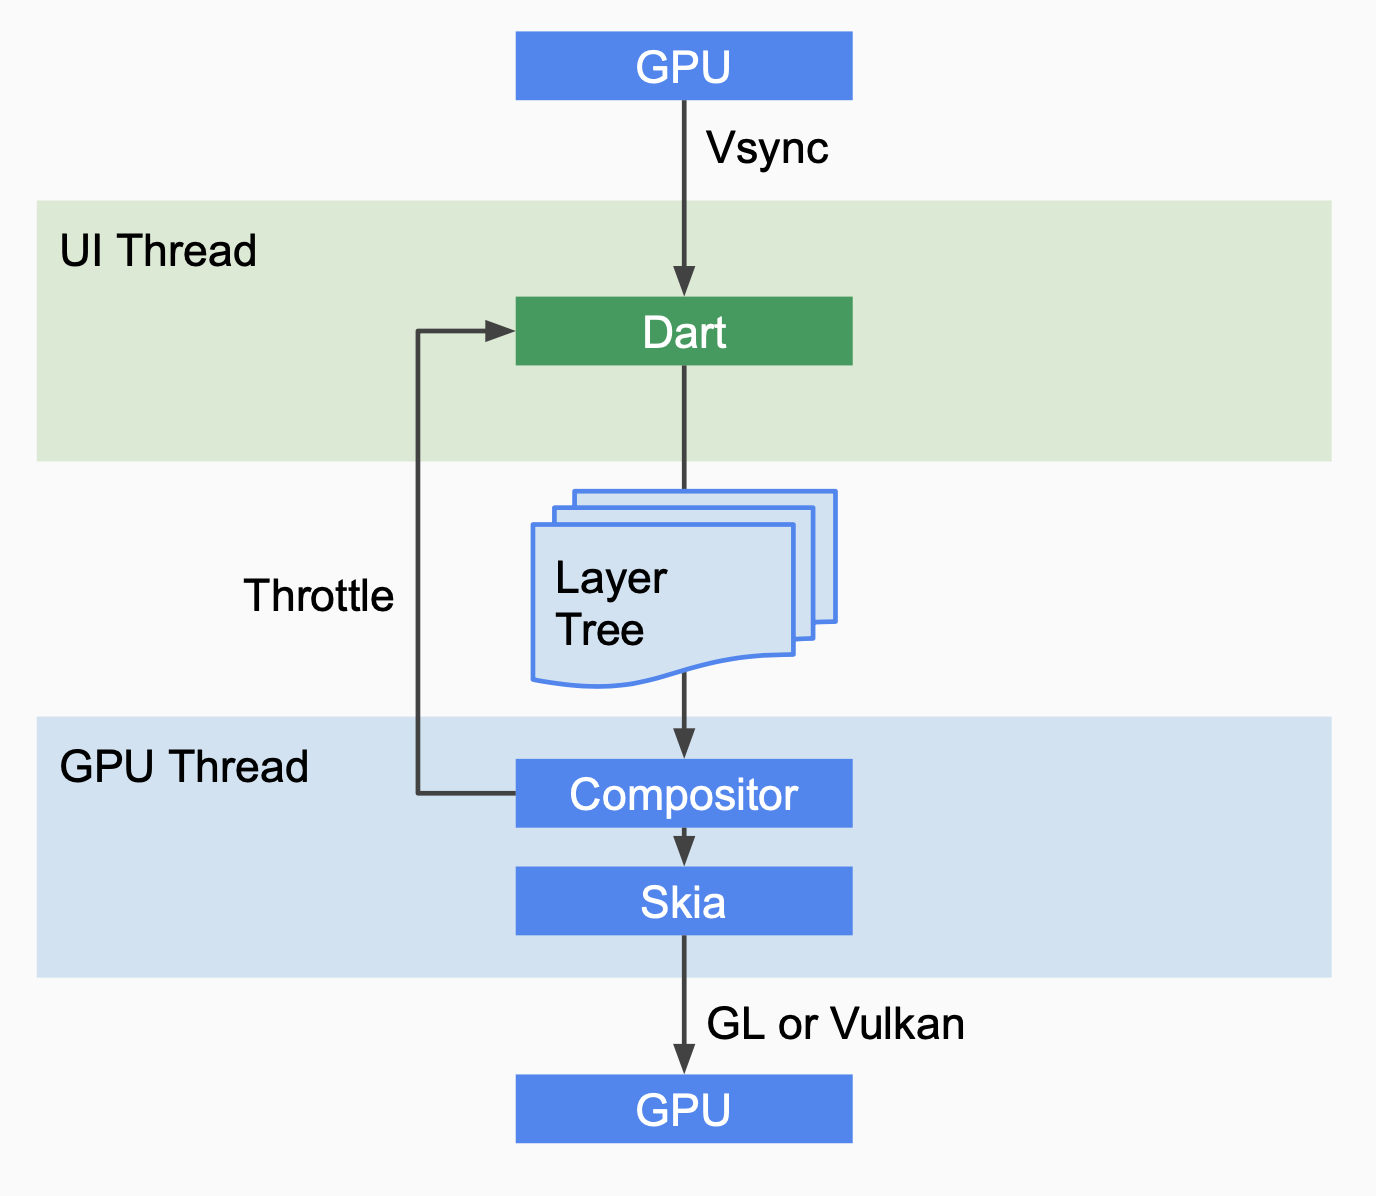 GPU
Vsync
UI Thread
Dart
Layer
Tree
Throttle
GPU Thread
Compositor
Skia
GL or Vulkan
GPU